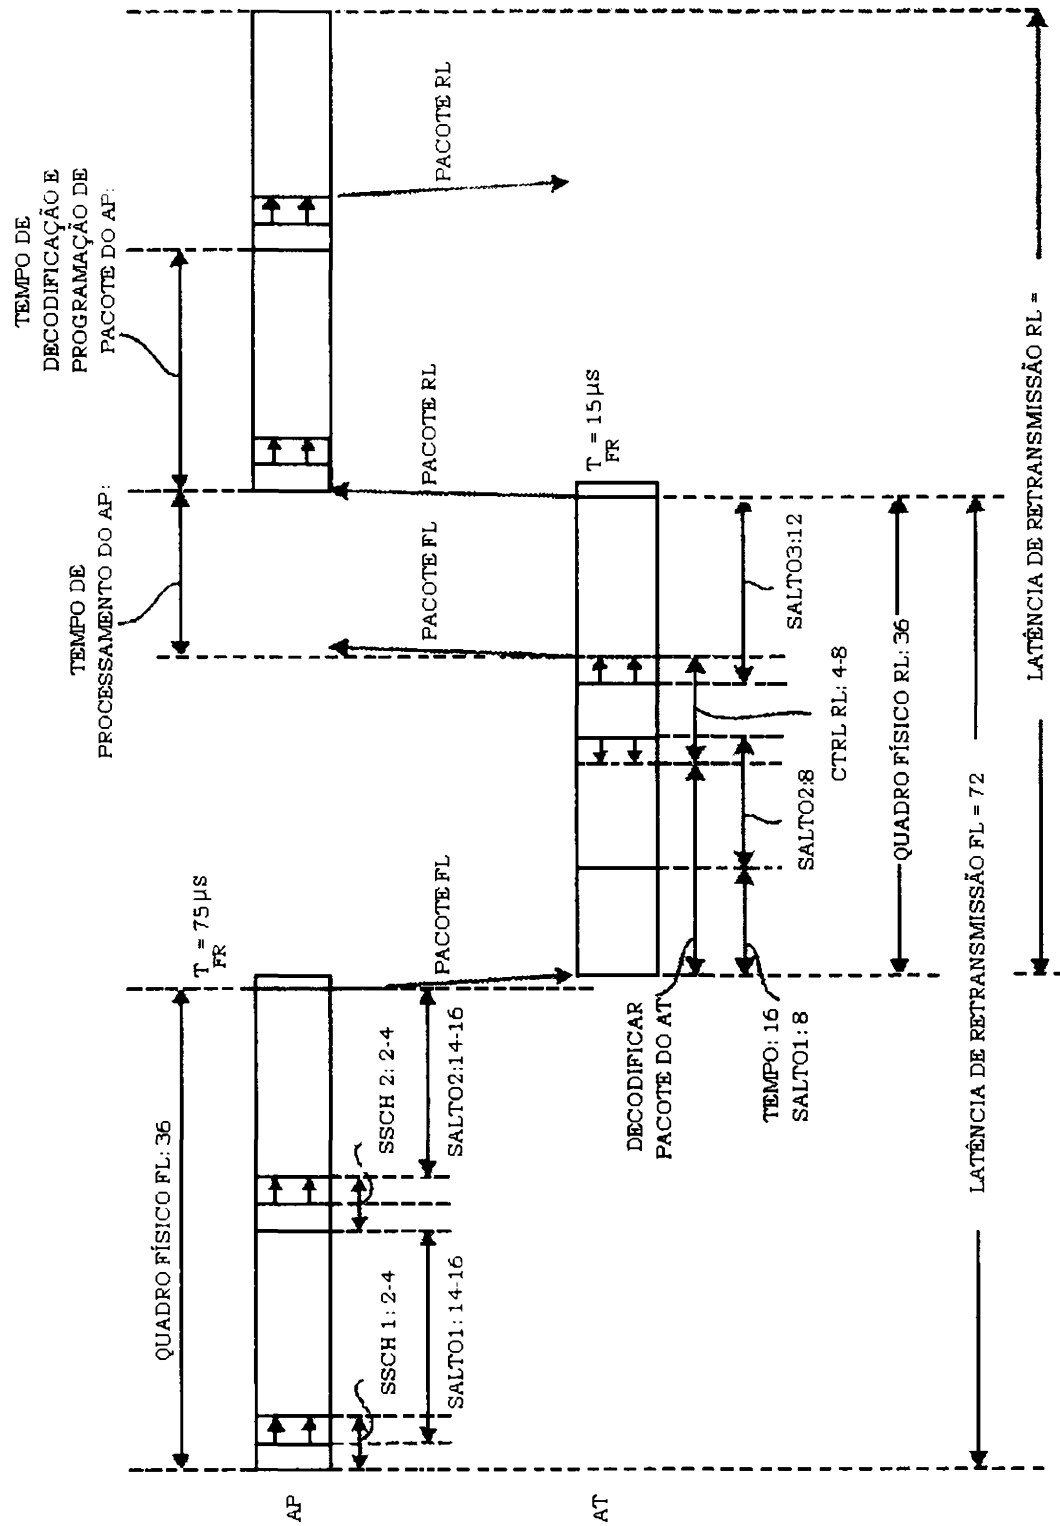 TEMPO DE
DECODIFICAÇÃO E
PROGRAMAÇÃO DE
PACOTE DO AP:
TEMPO DE
PROCESSAMENTO DO AP:
QUADRO FÍSICO FL: 36
T FR = 75µs
AP
SSCH 1: 2-4
SALTO1: 14-16
SSCH 2: 2-4
SALTO2:14-16
PACOTE FL
PACOTE FL
PACOTE RL
PACOTE RL
T FR = 15µs
AT
DECODIFICAR
PACOTE DO AT
TEMPO: 16
SALTO1: 8
SALTO2:8
CTRL RL: 4-8
SALTO3:12
QUADRO FÍSICO RL: 36
LATÊNCIA DE RETRANSMISSÃO FL = 72
LATÊNCIA DE RETRANSMISSÃO RL =